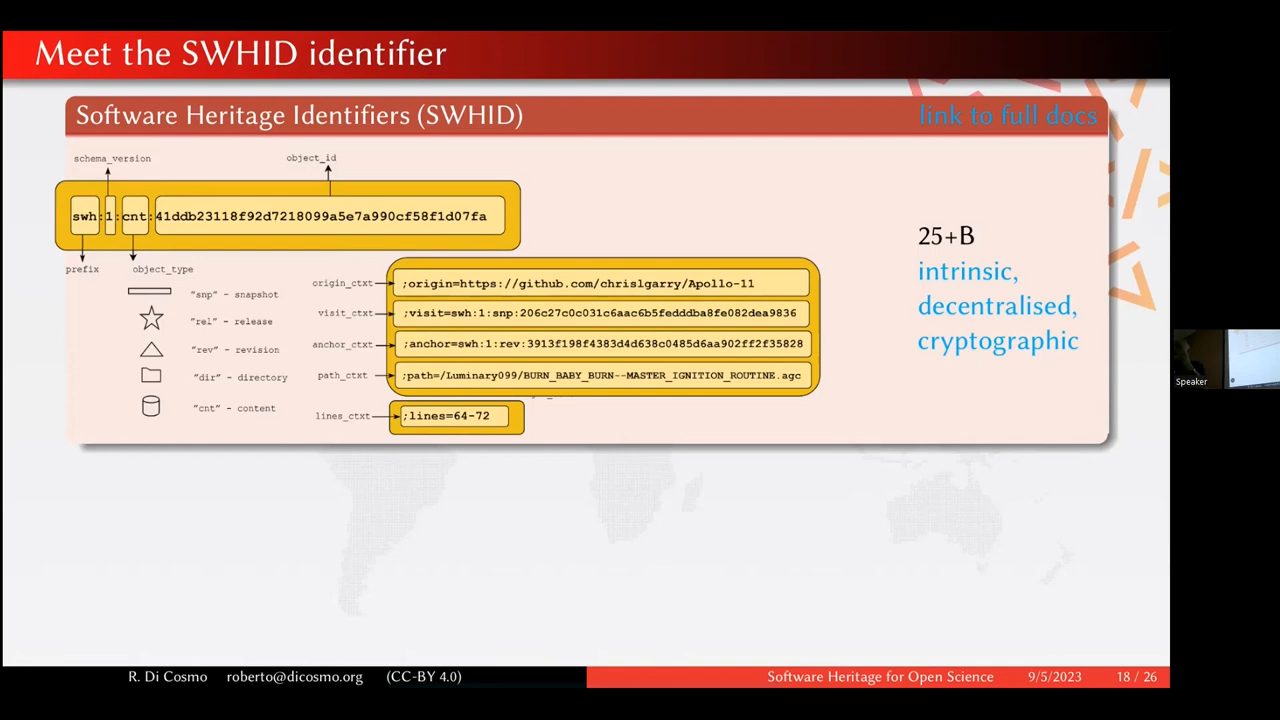 Meet the SWHID identifier
Software Heritage Identifiers (SWHID)
link to full docs
schema_version
object_id
swh:1:cnt:41ddb23118f92d7218099a5e7a990cf58f1d07fa
prefix
object_type
"snp" - snapshot
"rel" - release
"rev" - revision
"dir" - directory
"cnt" - content
origin_ctxt
;origin=https://github.com/chrislgarry/Apollo-11
visit_ctxt
;visit=swh:1:snp:206c27c0c031c6aac6b5fedddba8fe082dea9836
anchor_ctxt
;anchor=swh:1:rev:3913f198f4383d4d638c0485d6aa902ff2f35828
path_ctxt
;path=/Luminary099/BURN_BABY_BURN--MASTER_IGNITION_ROUTINE.agc
lines_ctxt
;lines=64-72
25+B
intrinsic,
decentralised,
cryptographic
Speaker
R. Di Cosmo roberto@dicosmo.org (CC-BY 4.0)
Software Heritage for Open Science 9/5/2023 18 / 26